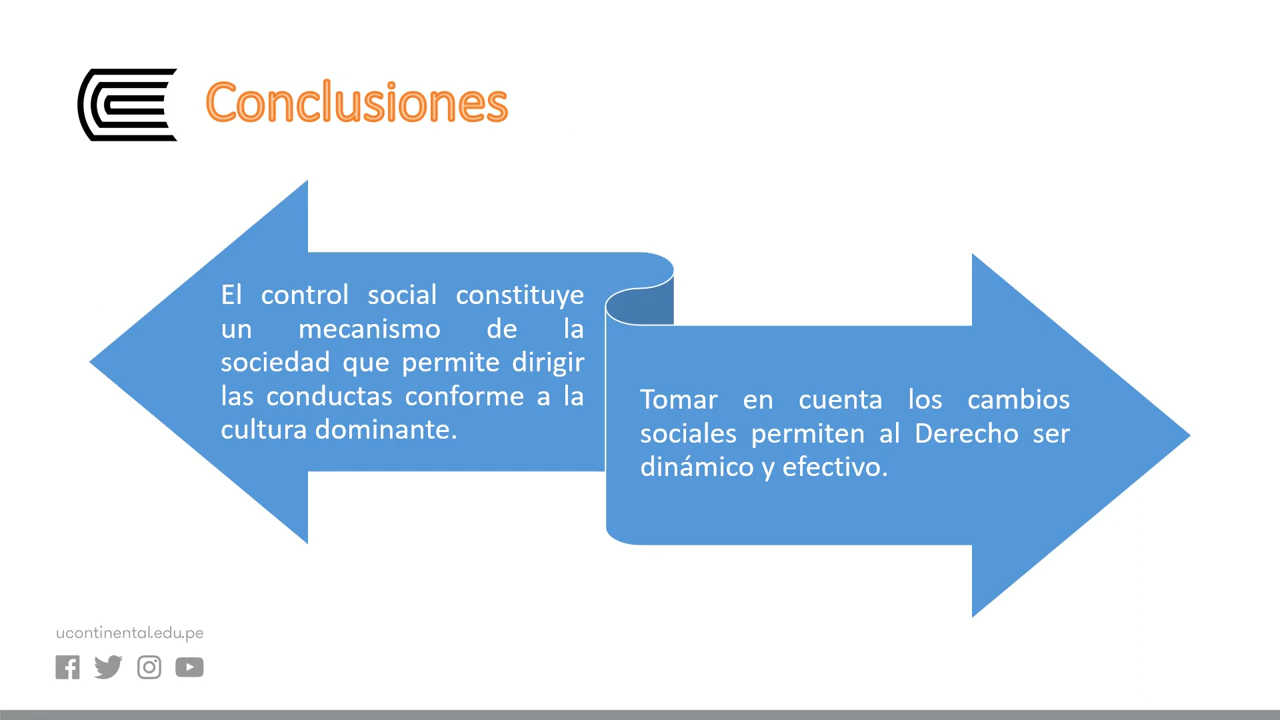 Conclusiones
El control social constituye
un mecanismo de la
sociedad que permite dirigir
las conductas conforme a la
cultura dominante.
Tomar en cuenta los cambios
sociales permiten al Derecho ser
dinámico y efectivo.
ucontinental.edu.pe